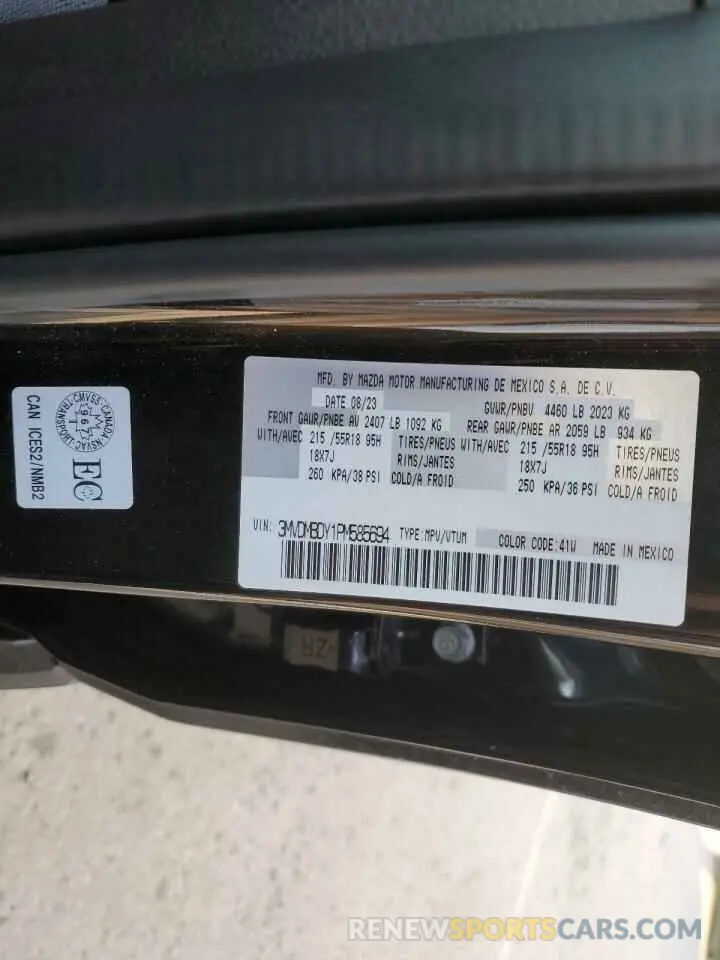 MFD. BY MAZDA MOTOR MANUFACTURING DE MEXICO S.A. DE C.V.
DATE 08/23 GVWR/PNBV 4460 LB 2023 KG
FRONT GAWR/PNBE AV 2407 LB 1092 KG REAR GAWR/PNBE AR 2059 LB 934 KG
WITH/AVEC 215 /55R18 95H TIRES/PNEUS WITH/AVEC 215 /55R18 95H TIRES/PNEUS
18X7J RIMS/JANTES 18X7J RIMS/JANTES
260 KPA/38 PSI COLD/A FROID 250 KPA/36 PSI COLD/A FROID
VIN: 3MVDMBDY1PM585694 TYPE:MPV/VTUM COLOR CODE:41W MADE IN MEXICO
CAN ICES2/NMB2
EC
967
RENEWSPORTSCARS.COM